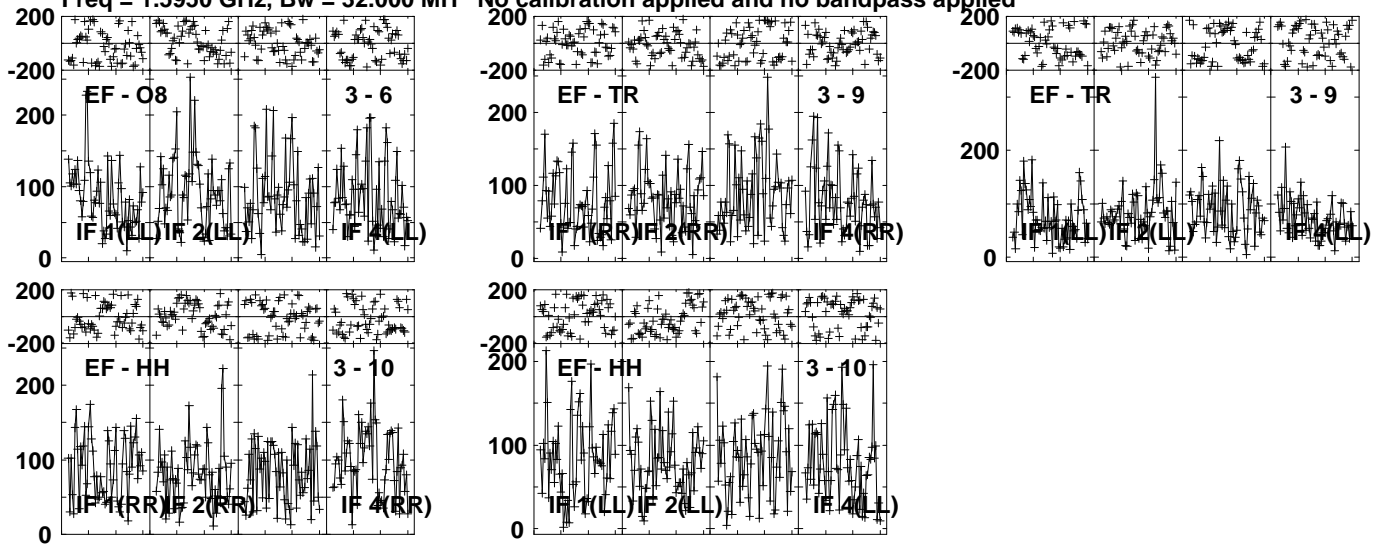 Freq = 1.5950 GHz, Bw = 32.000 MH No calibration applied and no bandpass applied
200
-200
EF - O8 3 - 6
200
100
0
IF 1(LL) IF 2(LL) IF 4(LL)
200
-200
EF - TR 3 - 9
200
100
0
IF 1(RR) IF 2(RR) IF 4(RR)
200
-200
EF - TR 3 - 9
200
0
IF 1(LL) IF 2(LL) IF 4(LL)
200
-200
EF - HH 3 - 10
200
100
0
IF 1(RR) IF 2(RR) IF 4(RR)
200
-200
EF - HH 3 - 10
200
100
0
IF 1(LL) IF 2(LL) IF 4(LL)